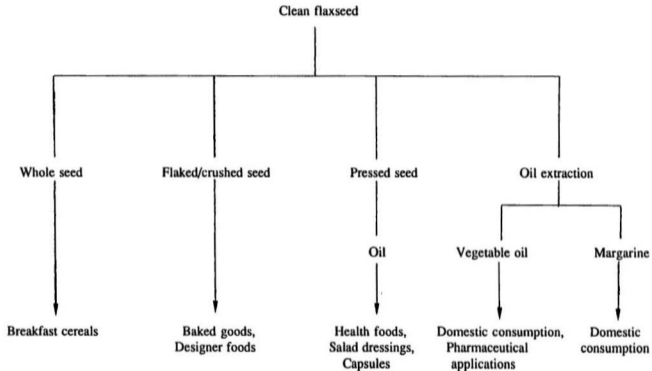 Clean flaxseed
Whole seed
Flaked/crushed seed
Pressed seed
Oil extraction
Oil
Vegetable oil
Margarine
Breakfast cereals
Baked goods,
Designer foods
Health foods,
Salad dressings,
Capsules
Domestic consumption,
Pharmaceutical
applications
Domestic
consumption